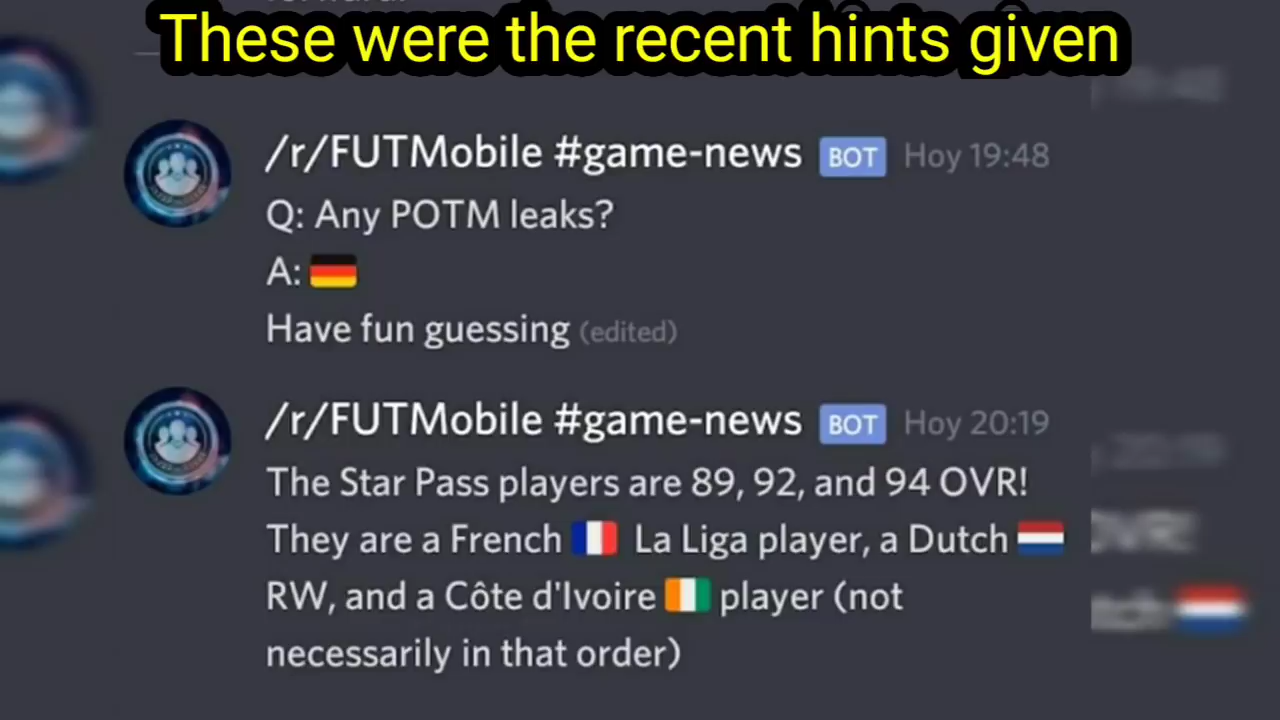 These were the recent hints given
/r/FUTMobile #game-news BOT Hoy 19:48
Q: Any POTM leaks?
A:
Have fun guessing (edited)
/r/FUTMobile #game-news BOT Hoy 20:19
The Star Pass players are 89, 92, and 94 OVR!
They are a French La Liga player, a Dutch
RW, and a Côte d'Ivoire player (not
necessarily in that order)